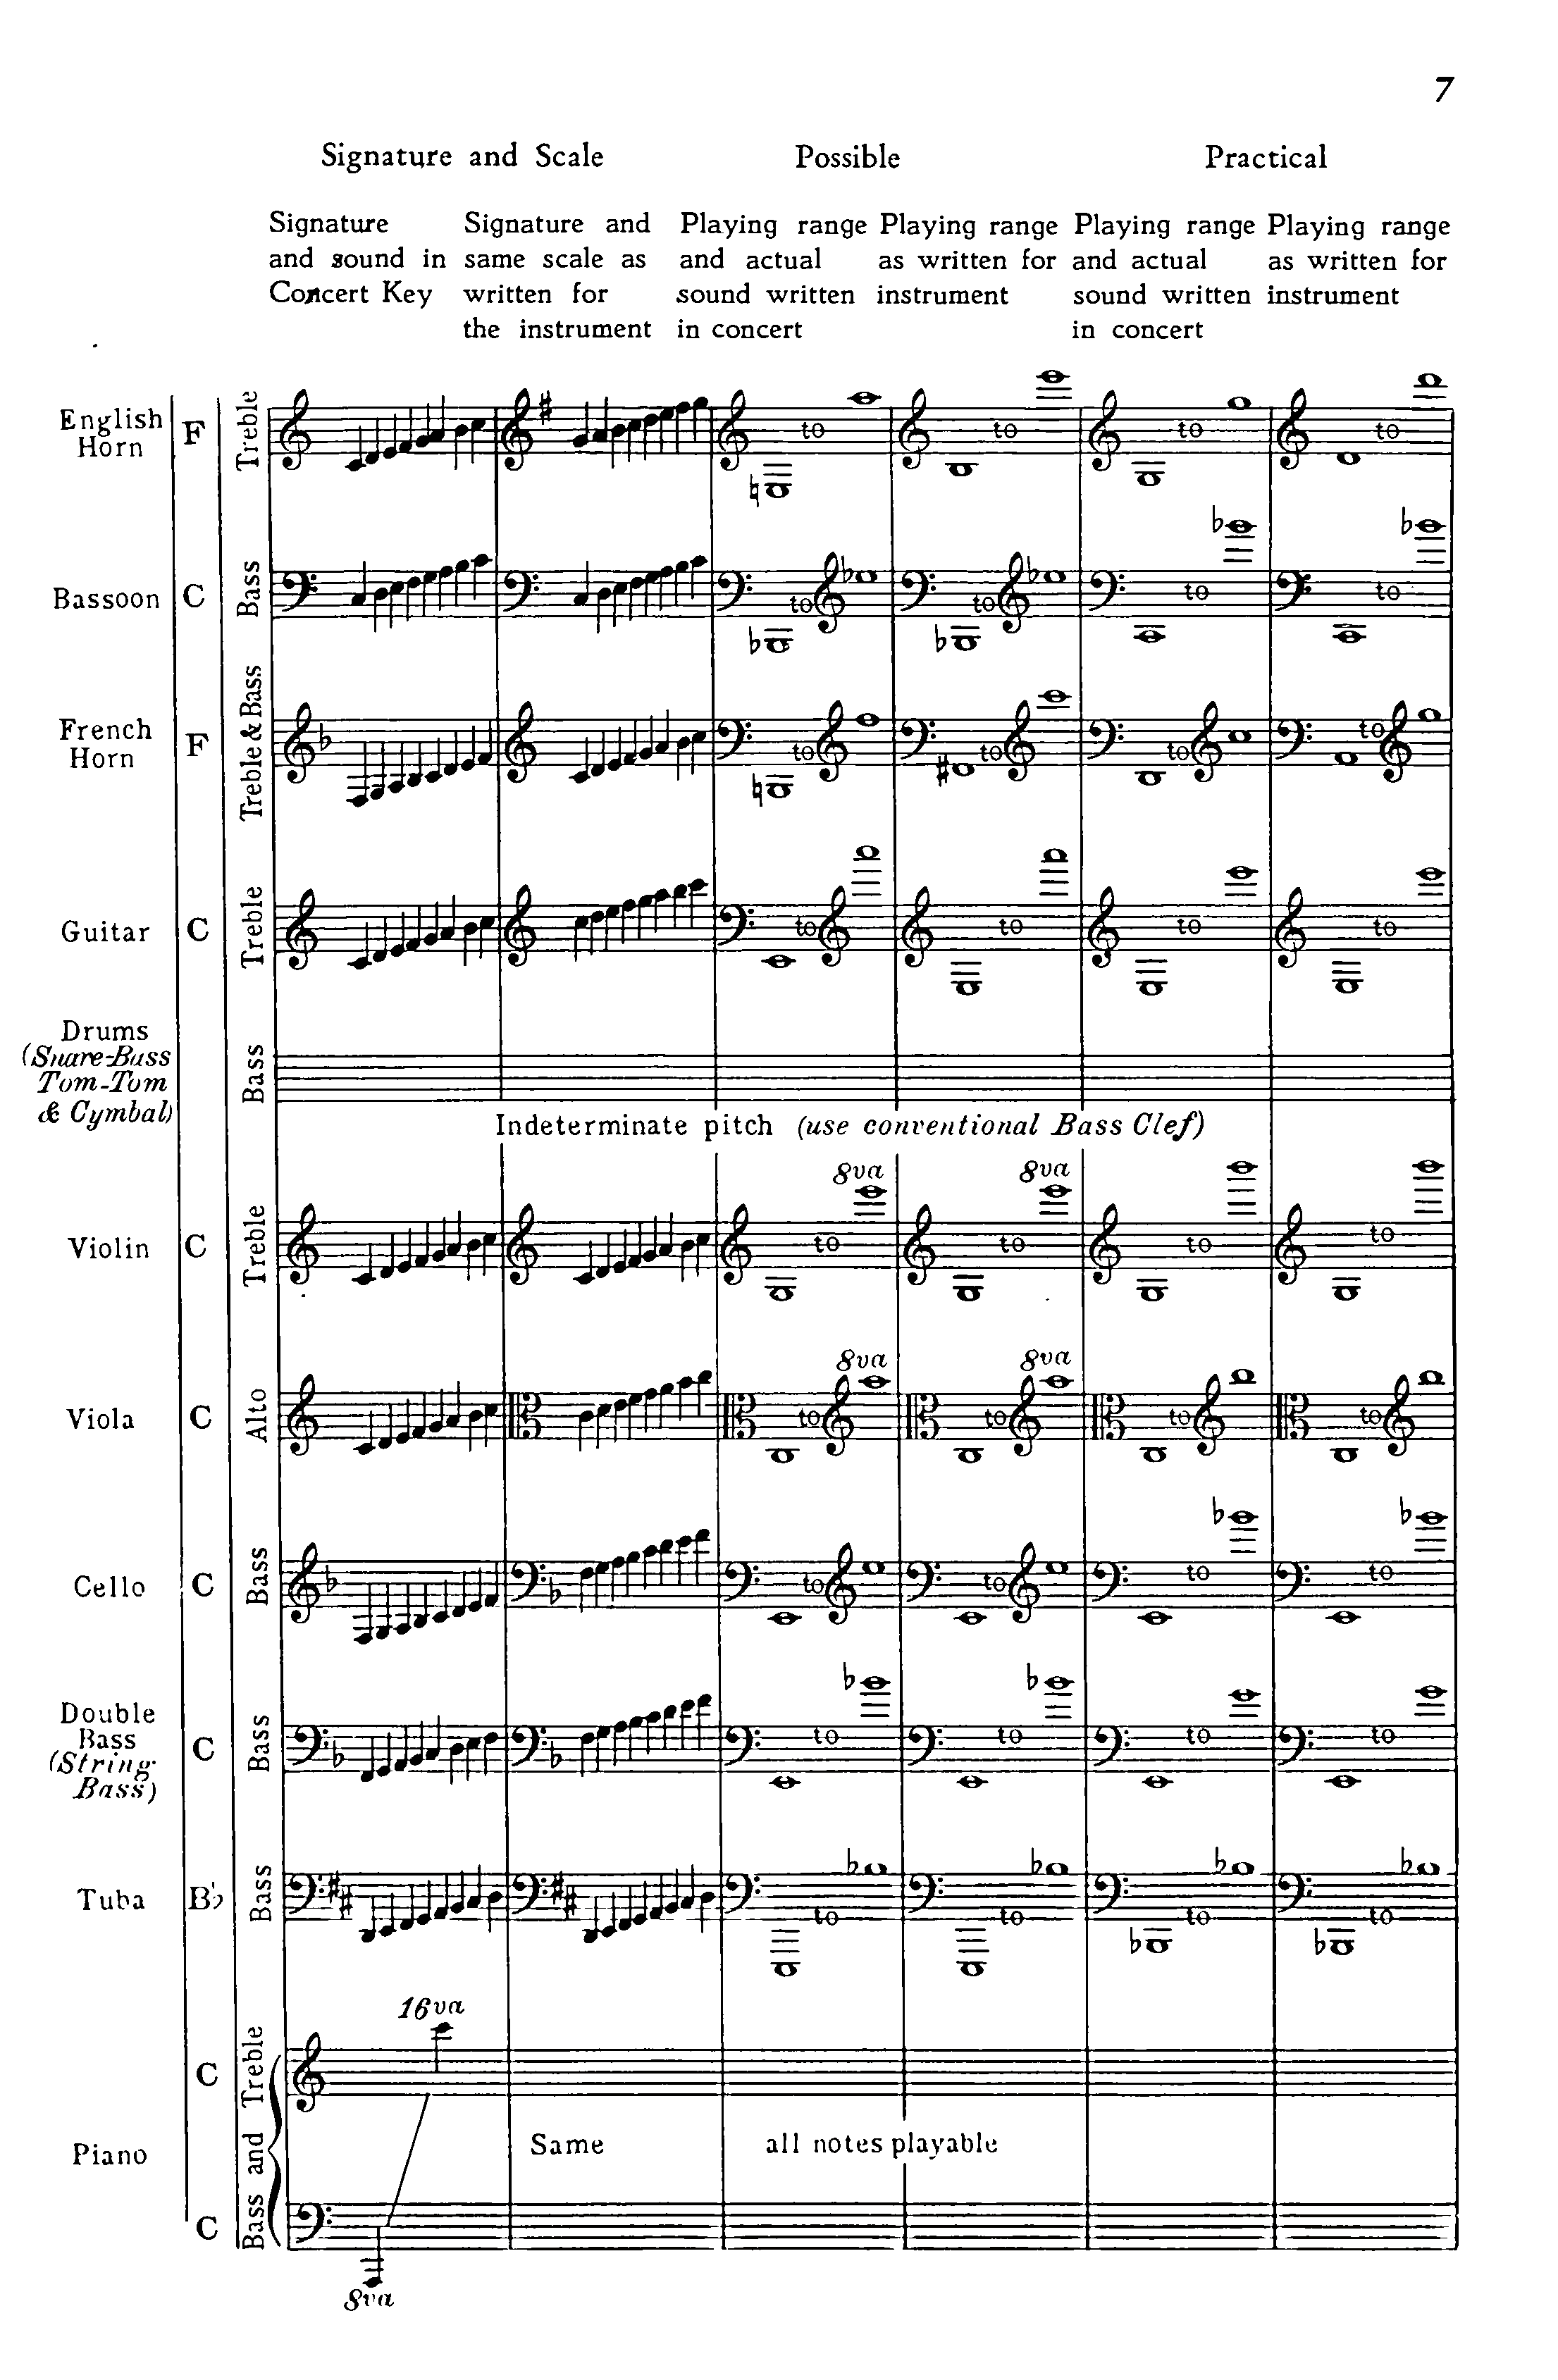 7
Signature and Scale Possible Practical
Signature Signature and Playing range Playing range Playing range Playing range
and sound in same scale as and actual as written for and actual as written for
Concert Key written for sound written instrument sound written instrument
the instrument in concert in concert
English
Horn F Treble to to to to
Bassoon C Bass to to to to
French
Horn F Treble & Bass to to to to
Guitar C Treble to to to to
Drums
(Snare-Bass
Tom-Tom
& Cymbal) Bass
Indeterminate pitch (use conventional Bass Clef)
8va 8va
Violin C Treble to to to to
8va 8va
Viola C Alto to to to to
Cello C Bass to to to to
Double
Bass
(String
Bass) C Bass to to to to
Tuba B♭ Bass to to to to
16va
C Treble
Piano and Same all notes playable
C Bass
8va